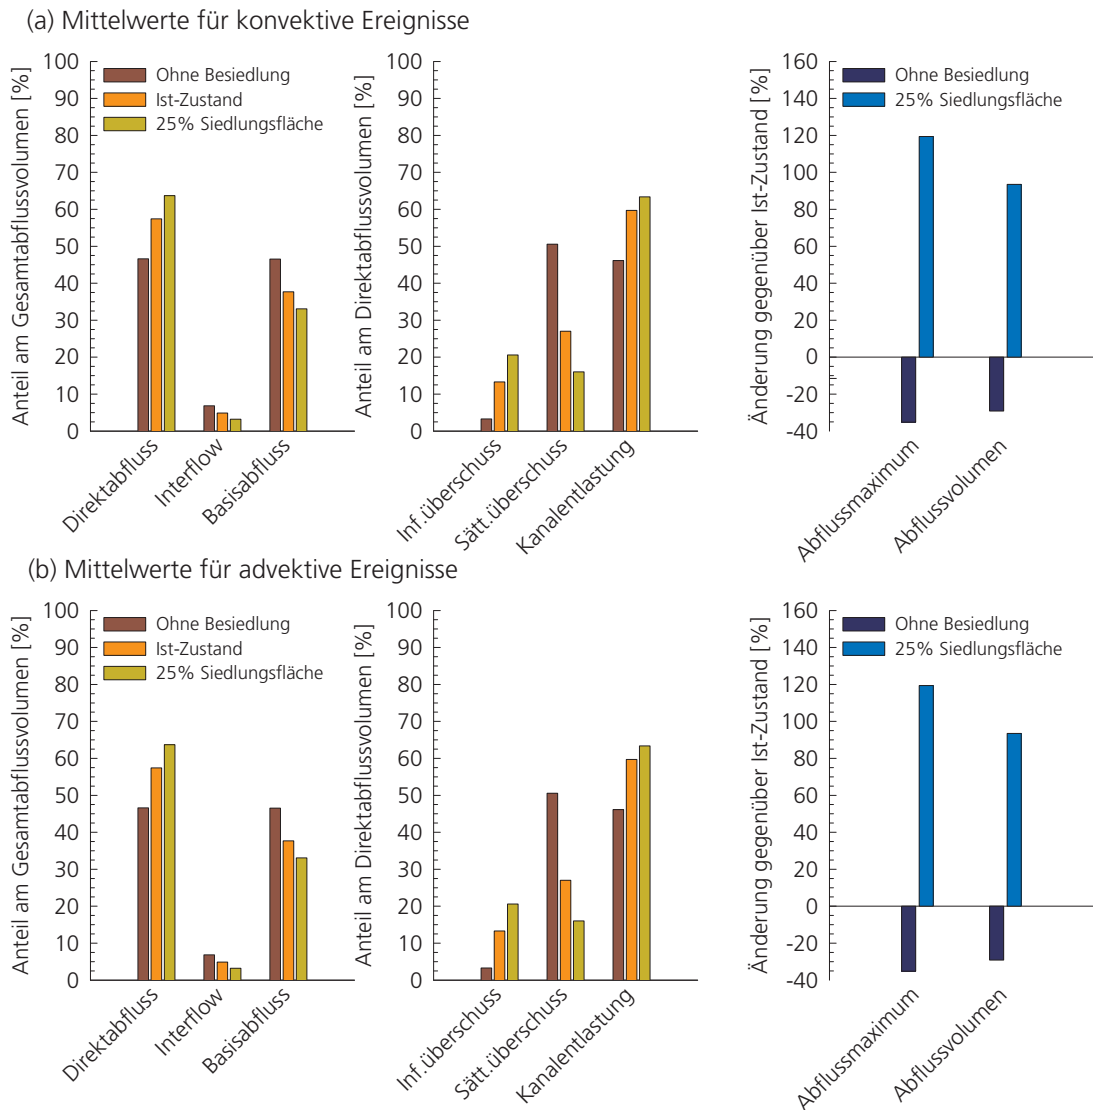 (a) Mittelwerte für konvektive Ereignisse
Anteil am Gesamtabflussvolumen [%]
100
90
80
70
60
50
40
30
20
10
0
Ohne Besiedlung
Ist-Zustand
25% Siedlungsfläche
Direktabfluss
Interflow
Basisabfluss
Anteil am Direktabflussvolumen [%]
100
90
80
70
60
50
40
30
20
10
0
Inf.überschuss
Sätt.überschuss
Kanalentlastung
Änderung gegenüber Ist-Zustand [%]
160
140
120
100
80
60
40
20
0
-20
-40
Ohne Besiedlung
25% Siedlungsfläche
Abflussmaximum
Abflussvolumen
(b) Mittelwerte für advektive Ereignisse
Anteil am Gesamtabflussvolumen [%]
100
90
80
70
60
50
40
30
20
10
0
Ohne Besiedlung
Ist-Zustand
25% Siedlungsfläche
Direktabfluss
Interflow
Basisabfluss
Anteil am Direktabflussvolumen [%]
100
90
80
70
60
50
40
30
20
10
0
Inf.überschuss
Sätt.überschuss
Kanalentlastung
Änderung gegenüber Ist-Zustand [%]
160
140
120
100
80
60
40
20
0
-20
-40
Ohne Besiedlung
25% Siedlungsfläche
Abflussmaximum
Abflussvolumen